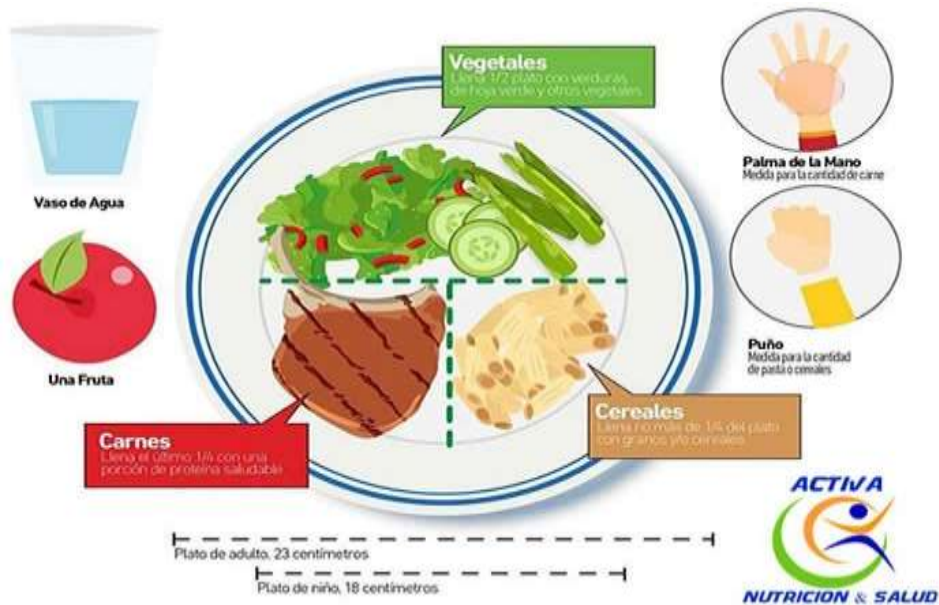 Vegetales
Llena 1/2 plato con verduras
de hoja verde y otros vegetales
Vaso de Agua
Palma de la Mano
Medida para la cantidad de carne
Una Fruta
Puño
Medida para la cantidad
de pasta o cereales
Carnes
Llena el último 1/4 con una
porción de proteína saludable
Cereales
Llena no más de 1/4 del plato
con granos y/o cereales
Plato de adulto, 23 centímetros
Plato de niño, 18 centímetros
ACTIVA
NUTRICION & SALUD